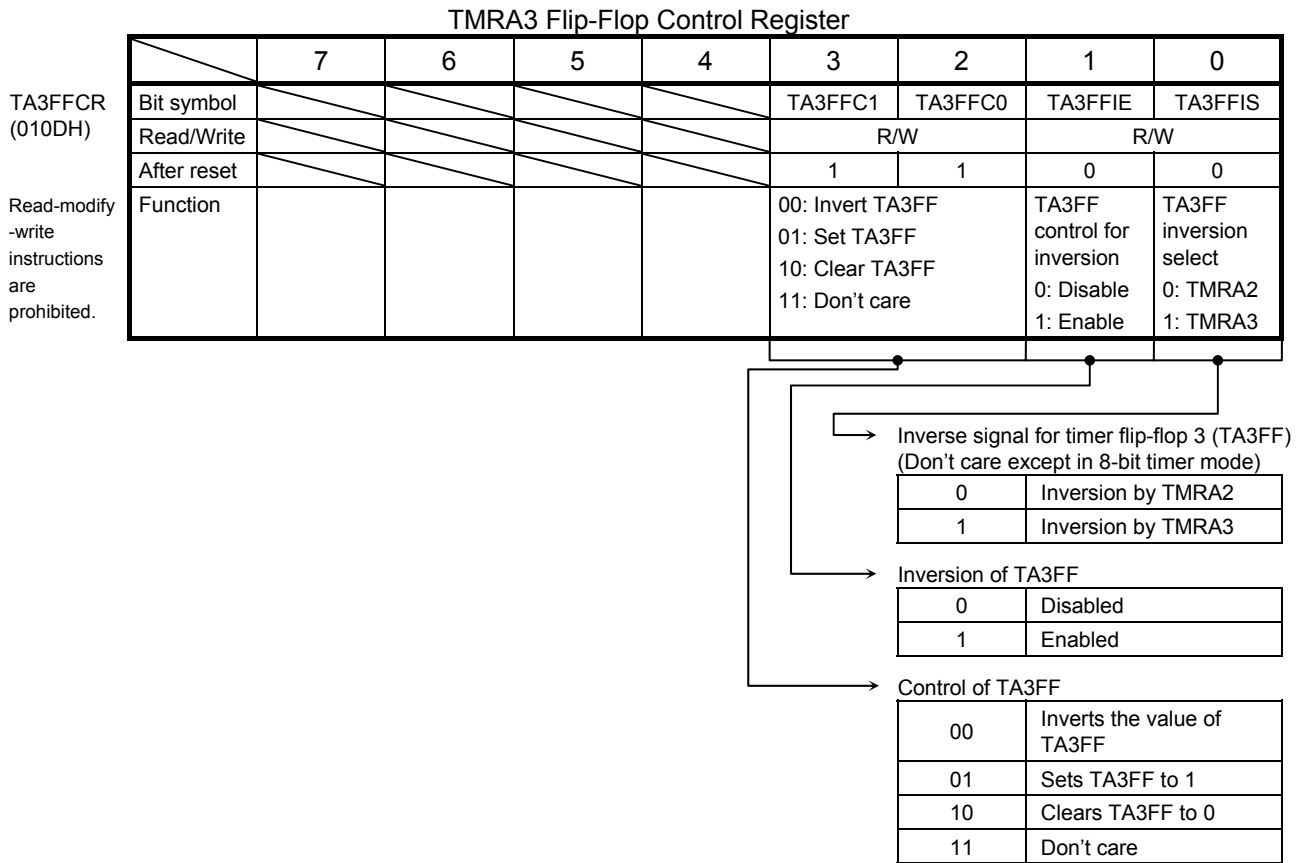 TMRA3 Flip-Flop Control Register
7 6 5 4 3 2 1 0
TA3FFCR
(010DH)
Bit symbol TA3FFC1 TA3FFC0 TA3FFIE TA3FFIS
Read/Write R/W R/W
After reset 1 1 0 0
Read-modify
-write
instructions
are
prohibited.
Function
00: Invert TA3FF
01: Set TA3FF
10: Clear TA3FF
11: Don’t care
TA3FF
control for
inversion
0: Disable
1: Enable
TA3FF
inversion
select
0: TMRA2
1: TMRA3
Inverse signal for timer flip-flop 3 (TA3FF)
(Don’t care except in 8-bit timer mode)
0 Inversion by TMRA2
1 Inversion by TMRA3
Inversion of TA3FF
0 Disabled
1 Enabled
Control of TA3FF
00 Inverts the value of
TA3FF
01 Sets TA3FF to 1
10 Clears TA3FF to 0
11 Don’t care